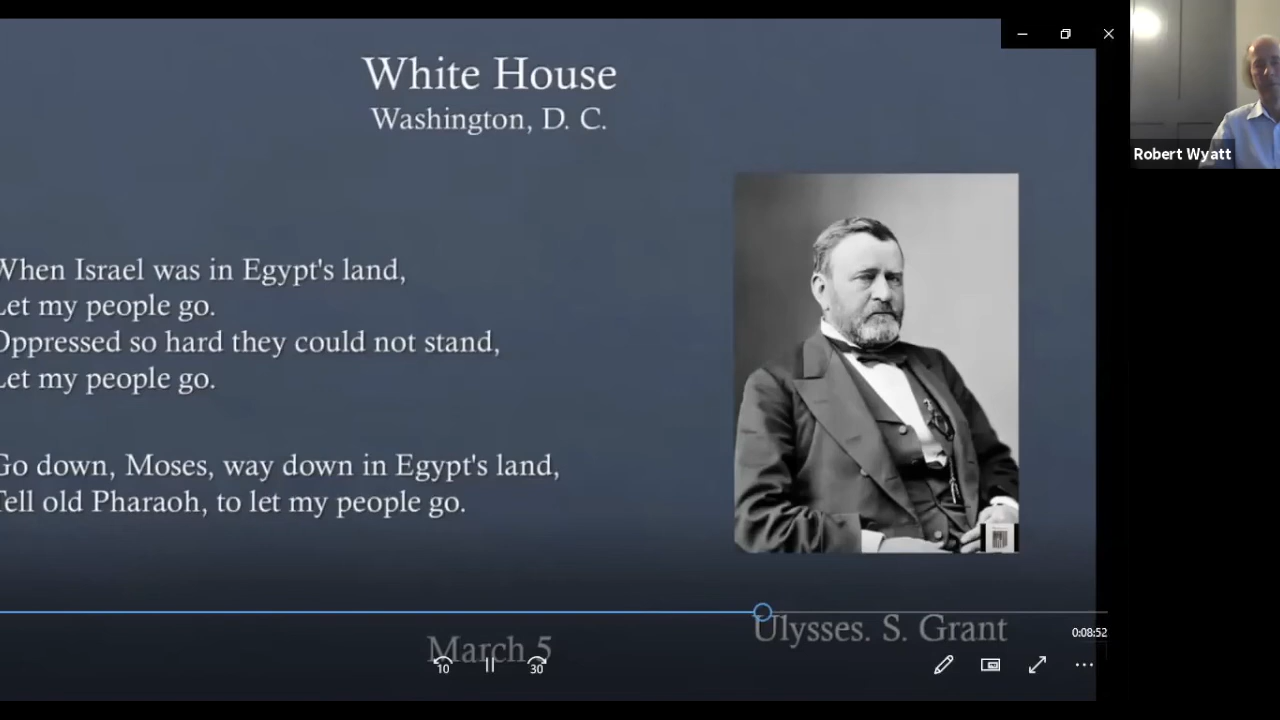 White House
Washington, D. C.
Robert Wyatt
When Israel was in Egypt's land,
Let my people go.
Oppressed so hard they could not stand,
Let my people go.
Go down, Moses, way down in Egypt's land,
Tell old Pharaoh, to let my people go.
Ulysses. S. Grant
0:08:52
March 5
10
30